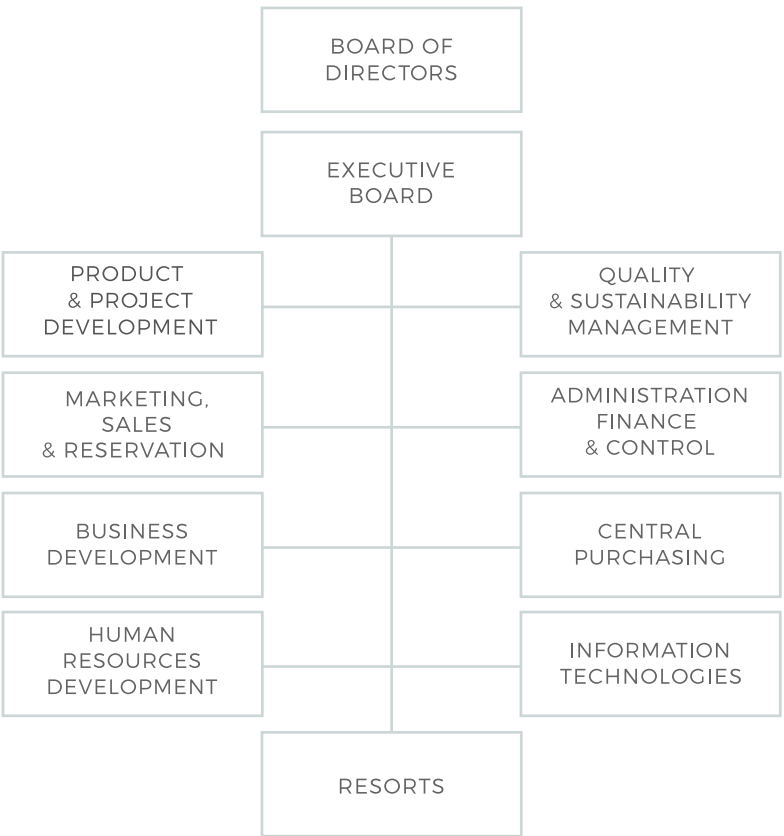 BOARD OF
DIRECTORS
EXECUTIVE
BOARD
PRODUCT
& PROJECT
DEVELOPMENT
QUALITY
& SUSTAINABILITY
MANAGEMENT
MARKETING,
SALES
& RESERVATION
ADMINISTRATION
FINANCE
& CONTROL
BUSINESS
DEVELOPMENT
CENTRAL
PURCHASING
HUMAN
RESOURCES
DEVELOPMENT
INFORMATION
TECHNOLOGIES
RESORTS